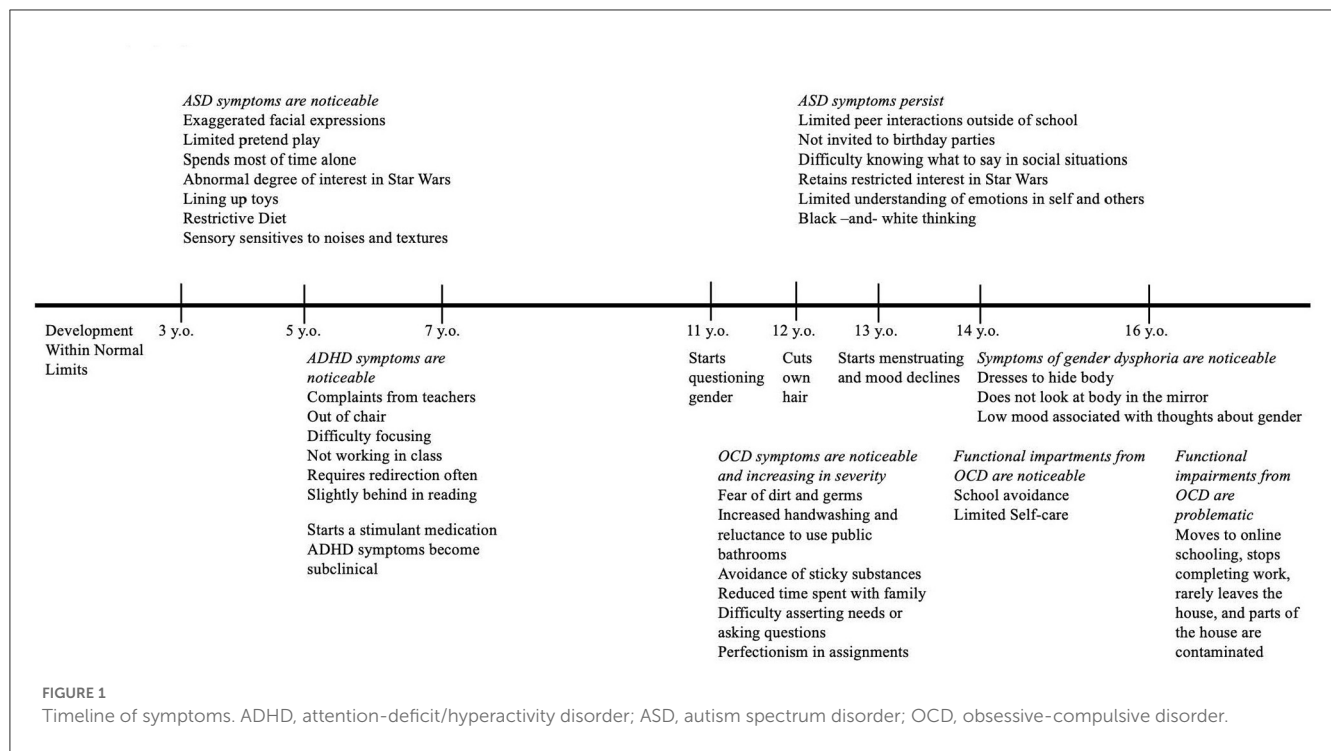 ASD symptoms are noticeable
Exaggerated facial expressions
Limited pretend play
Spends most of time alone
Abnormal degree of interest in Star Wars
Lining up toys
Restrictive Diet
Sensory sensitives to noises and textures
ASD symptoms persist
Limited peer interactions outside of school
Not invited to birthday parties
Difficulty knowing what to say in social situations
Retains restricted interest in Star Wars
Limited understanding of emotions in self and others
Black –and- white thinking
Development
Within Normal
Limits
3 y.o.
5 y.o.
7 y.o.
11 y.o.
12 y.o.
13 y.o.
14 y.o.
16 y.o.
ADHD symptoms are
noticeable
Complaints from teachers
Out of chair
Difficulty focusing
Not working in class
Requires redirection often
Slightly behind in reading
Starts a stimulant medication
ADHD symptoms become
subclinical
Starts
questioning
gender
Cuts
own
hair
Starts menstruating
and mood declines
Symptoms of gender dysphoria are noticeable
Dresses to hide body
Does not look at body in the mirror
Low mood associated with thoughts about gender
OCD symptoms are noticeable
and increasing in severity
Fear of dirt and germs
Increased handwashing and
reluctance to use public
bathrooms
Avoidance of sticky substances
Reduced time spent with family
Difficulty asserting needs or
asking questions
Perfectionism in assignments
Functional impartments from
OCD are noticeable
School avoidance
Limited Self-care
Functional
impairments from
OCD are
problematic
Moves to online
schooling, stops
completing work,
rarely leaves the
house, and parts of
the house are
contaminated
FIGURE 1
Timeline of symptoms. ADHD, attention-deficit/hyperactivity disorder; ASD, autism spectrum disorder; OCD, obsessive-compulsive disorder.